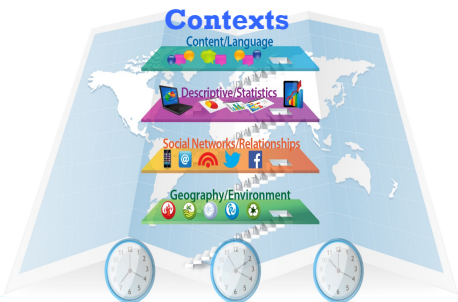 Contexts
Content/Language
Descriptive/Statistics
Social Networks/Relationships
Geography/Environment